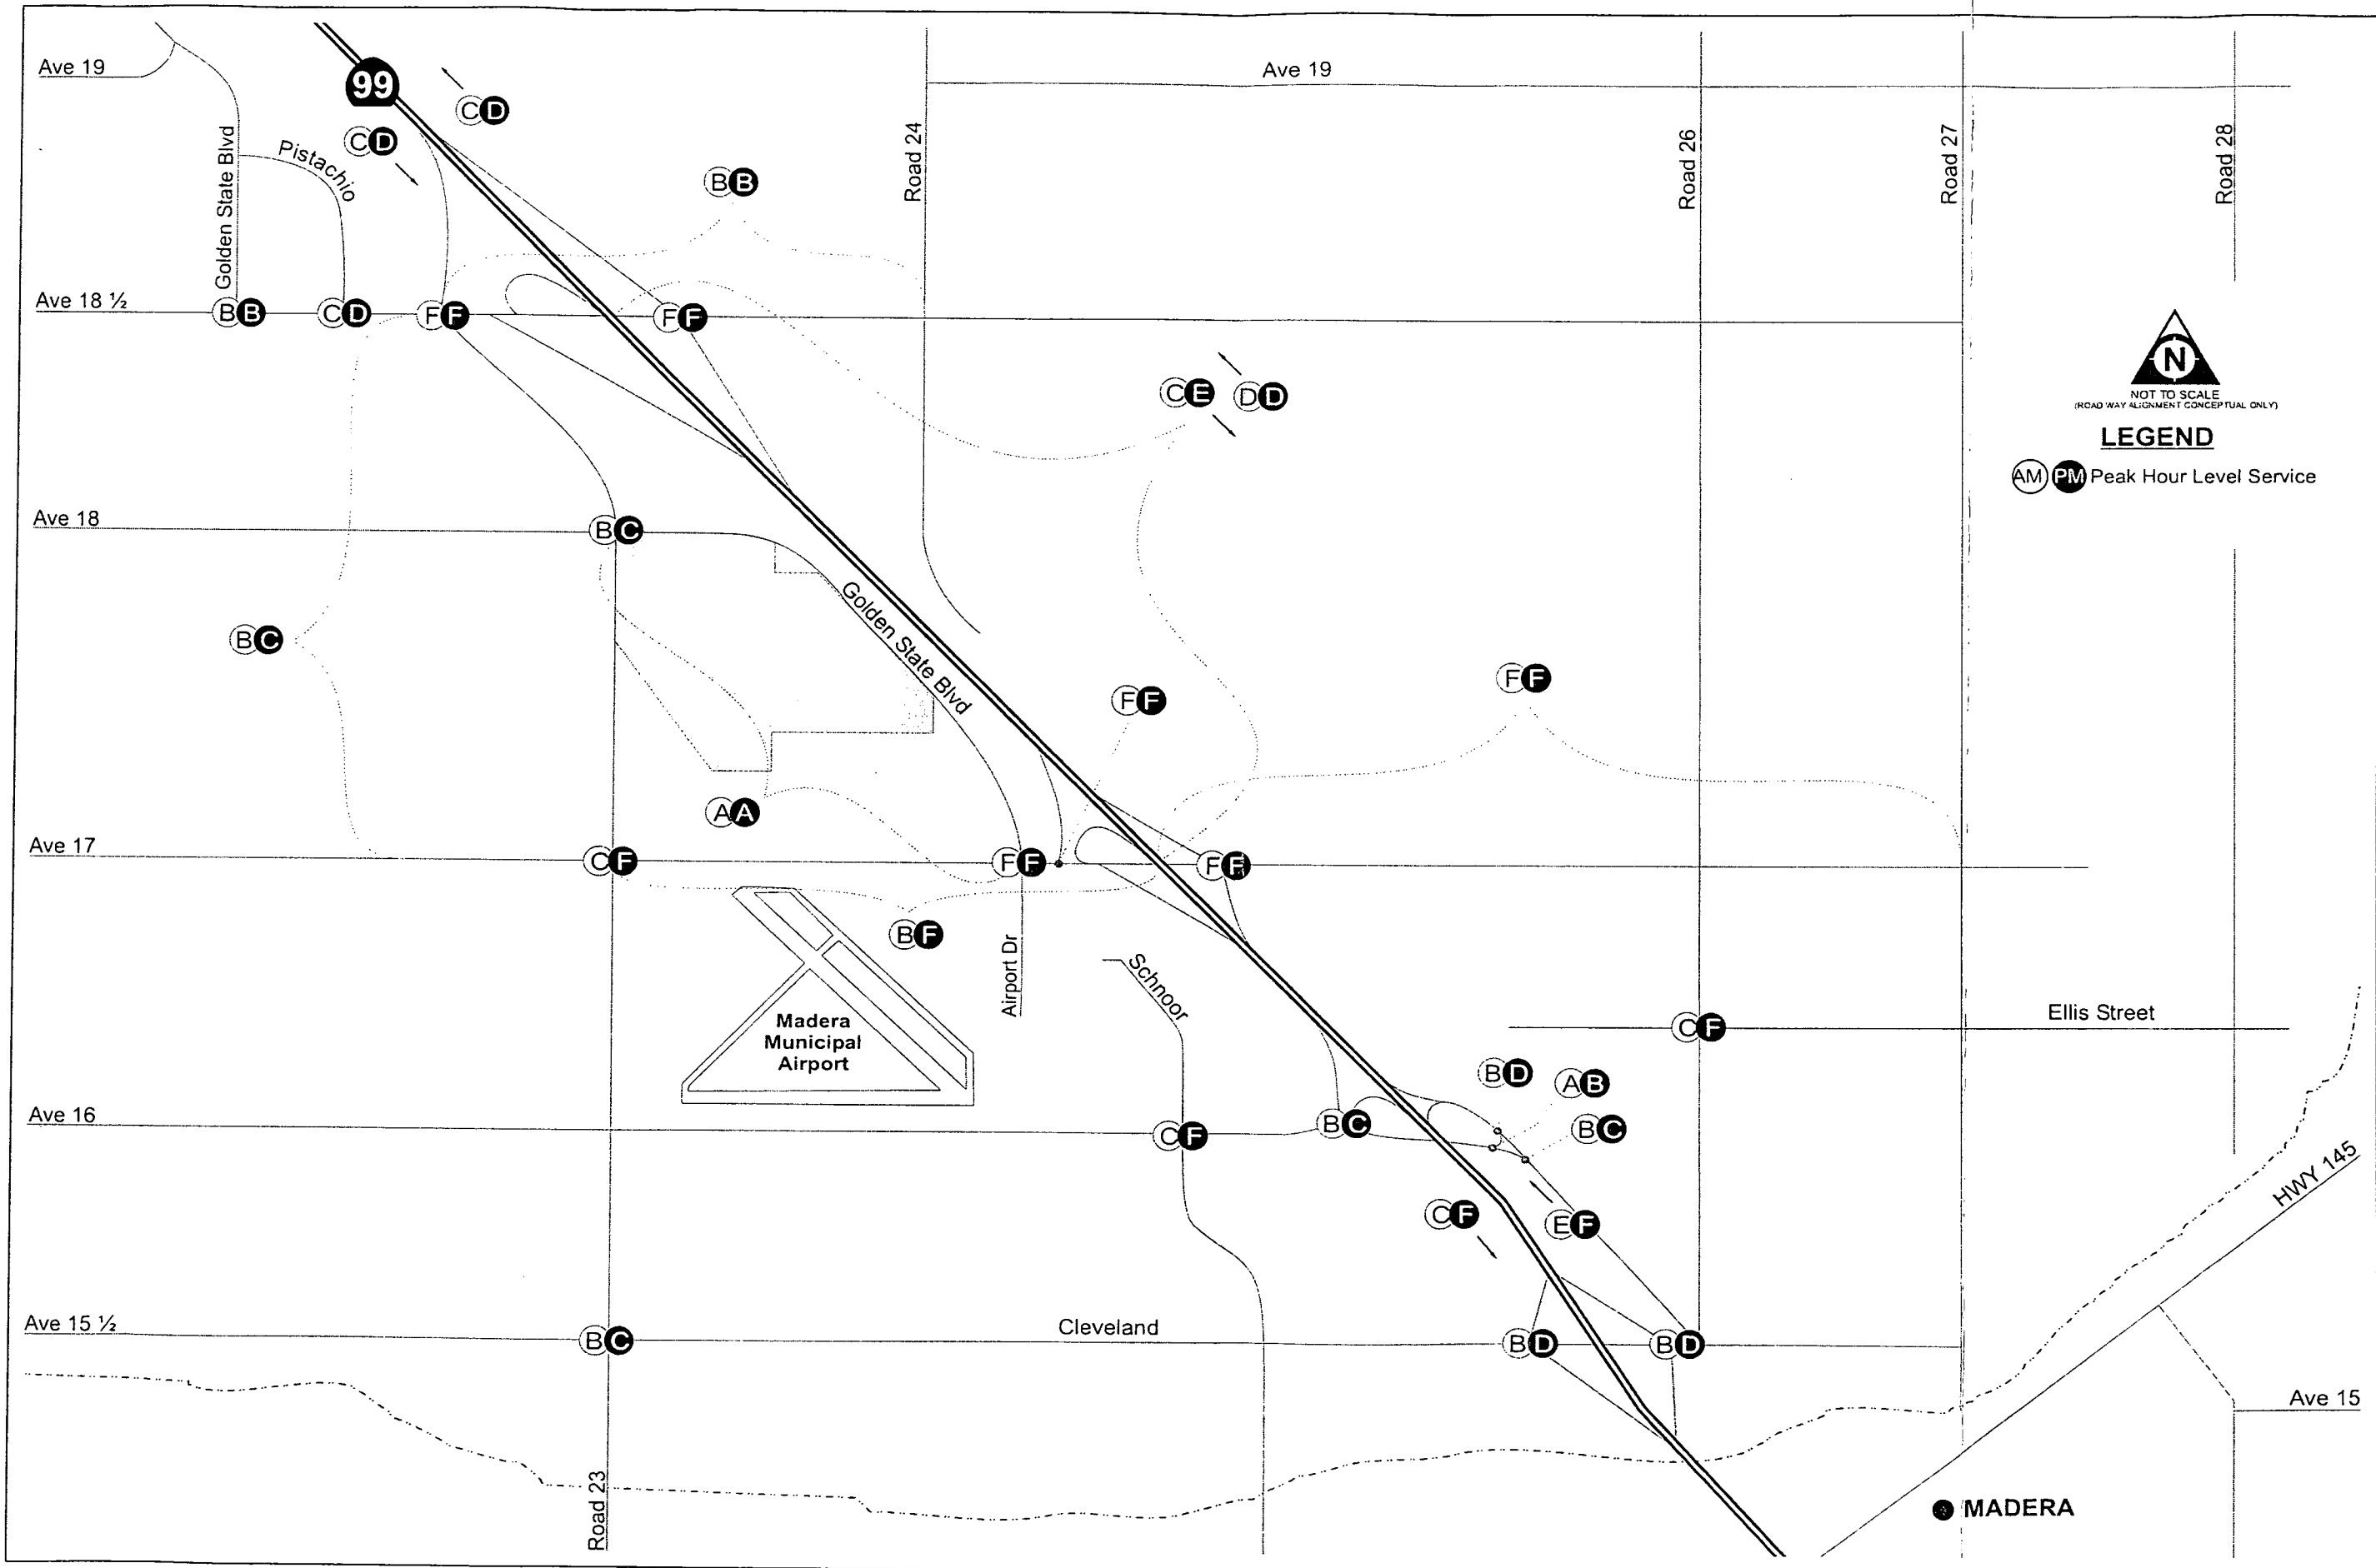 Ave 19
99
C D
C D
Ave 19
Golden State Blvd
Pistachio
B B
Road 24
Road 26
Road 27
Road 28
Ave 18 ½
B B
C D
F F
F F
N
NOT TO SCALE
(ROAD WAY ALIGNMENT CONCEPTUAL ONLY)
LEGEND
AM PM Peak Hour Level Service
C E
D D
Ave 18
B C
Golden State Blvd
B C
F F
F F
A A
Ave 17
C F
F F
F F
B F
Airport Dr
Schnoor
Madera
Municipal
Airport
C F
Ellis Street
B D
A B
B C
Ave 16
C F
B C
C F
E F
HWY 145
Ave 15 ½
B C
Cleveland
B D
B D
Ave 15
Road 23
MADERA